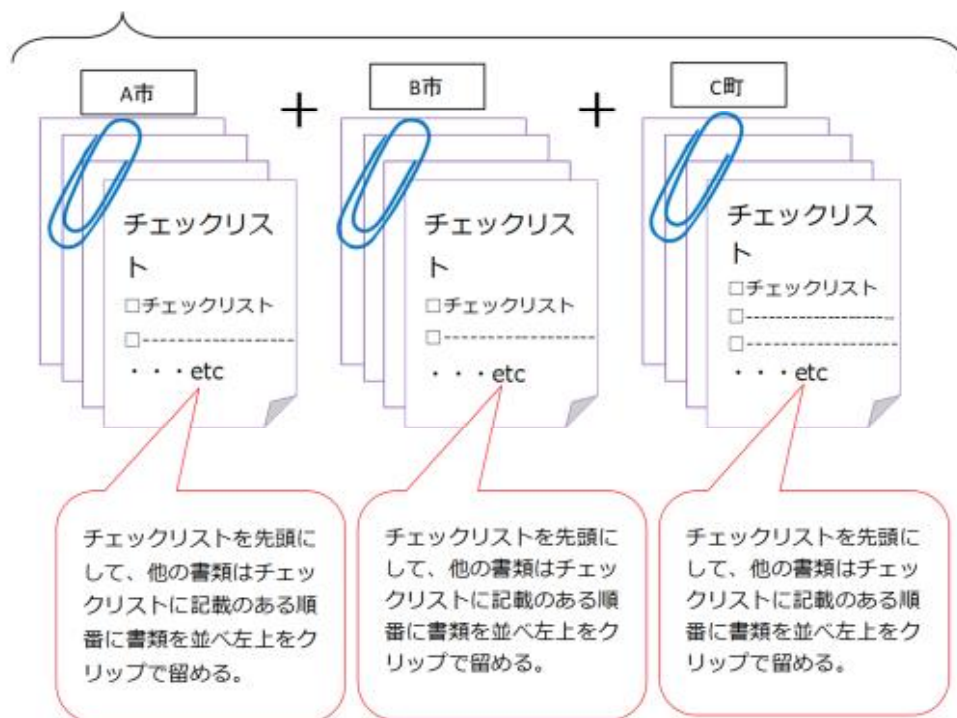 A市
+
B市
+
C町
チェックリス
ト
□チェックリスト
□---------------------
・・・etc
チェックリス
ト
□チェックリスト
□---------------------
・・・etc
チェックリス
ト
□チェックリスト
□---------------------
□---------------------
・・・etc
チェックリストを先頭に
して、他の書類はチェッ
クリストに記載のある順
番に書類を並べ左上をク
リップで留める。
チェックリストを先頭に
して、他の書類はチェッ
クリストに記載のある順
番に書類を並べ左上をク
リップで留める。
チェックリストを先頭に
して、他の書類はチェッ
クリストに記載のある順
番に書類を並べ左上をク
リップで留める。